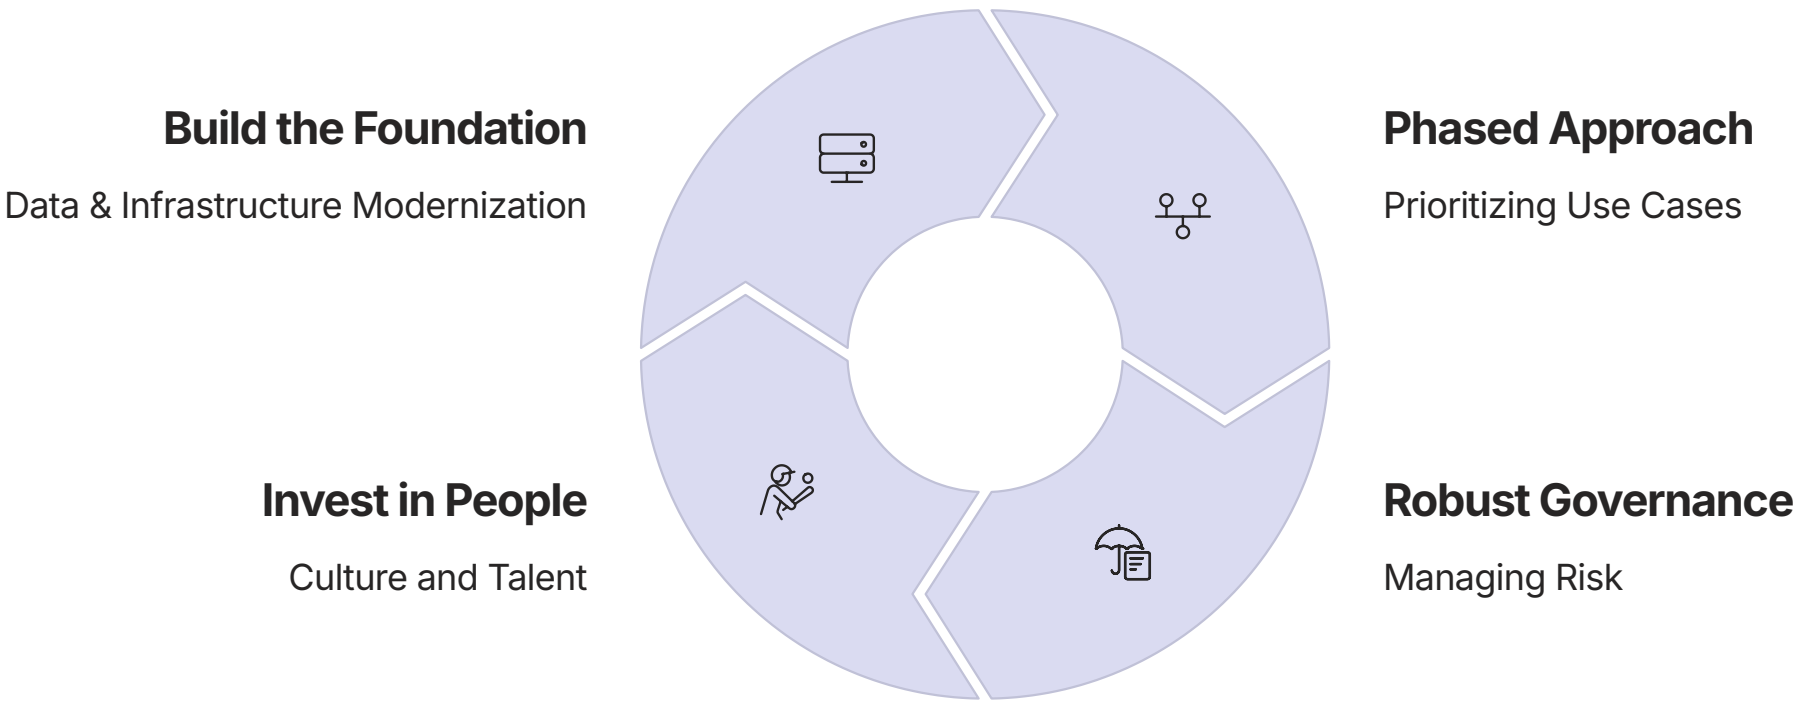 Build the Foundation
Data & Infrastructure Modernization
Phased Approach
Prioritizing Use Cases
Invest in People
Culture and Talent
Robust Governance
Managing Risk